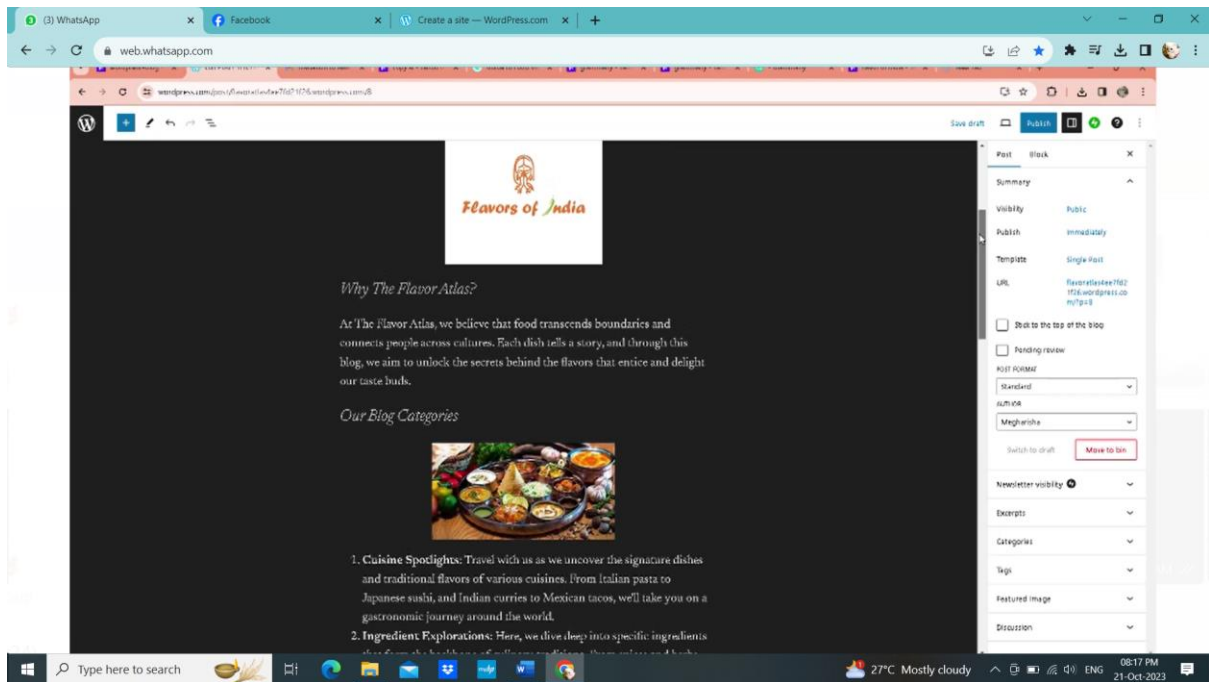 (3) WhatsApp
Facebook
Create a site — WordPress.com
web.whatsapp.com
Save draft
Publish
Post Block
Flavors of India
Summary
Visibility Public
Publish Immediately
Template Single Post
URL
Why The Flavor Atlas?
Stick to the top of the blog
At The Flavor Atlas, we believe that food transcends boundaries and
connects people across cultures. Each dish tells a story, and through this
blog, we aim to unlock the secrets behind the flavors that entice and delight
our taste buds.
Pending review
POST FORMAT
Standard
AUTHOR
Megharisha
Our Blog Categories
Switch to draft Move to bin
Newsletter visibility
Excerpts
Categories
Tags
Featured Image
Discussion
1. Cuisine Spotlights: Travel with us as we uncover the signature dishes
and traditional flavors of various cuisines. From Italian pasta to
Japanese sushi, and Indian curries to Mexican tacos, we'll take you on a
gastronomic journey around the world.
2. Ingredient Explorations: Here, we dive deep into specific ingredients
Type here to search
27°C Mostly cloudy
ENG
08:17 PM
21-Oct-2023